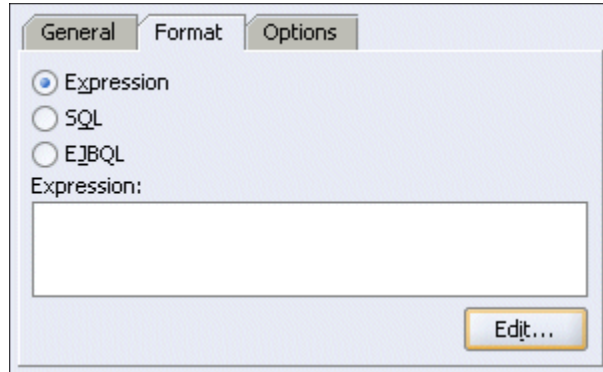 General Format Options
Expression
SQL
EJBQL
Expression:
Edit...